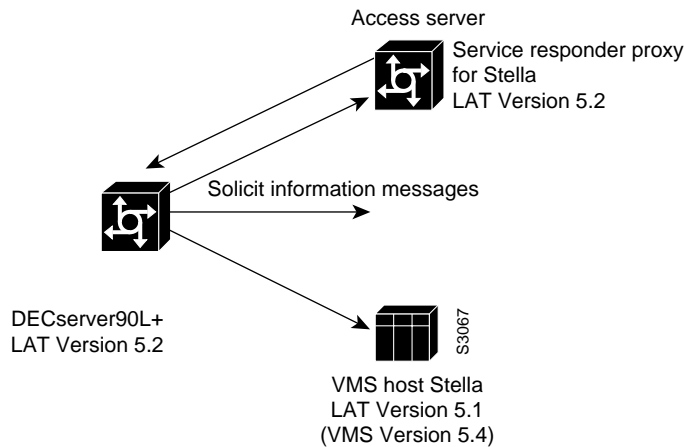 Access server
Service responder proxy
for Stella
LAT Version 5.2
Solicit information messages
DECserver90L+
LAT Version 5.2
S3067
VMS host Stella
LAT Version 5.1
(VMS Version 5.4)